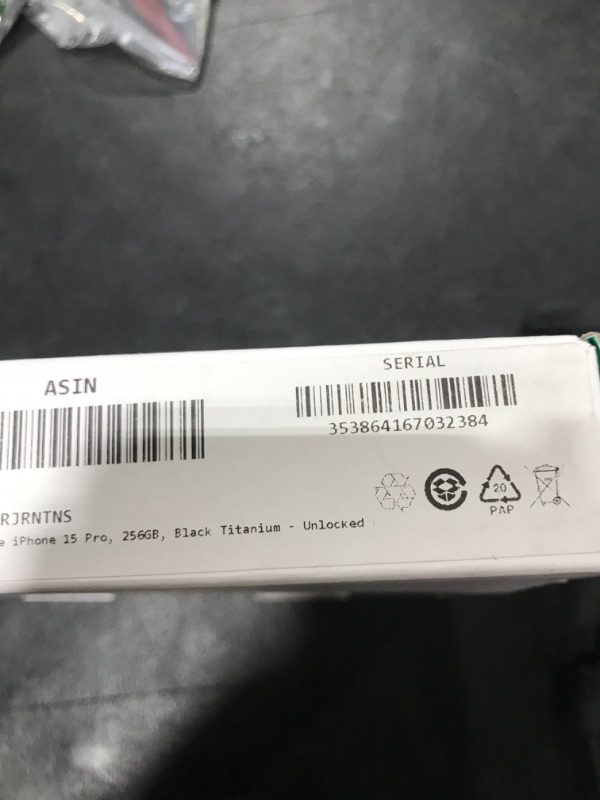 ASIN
SERIAL
353864167032384
20
PAP
RJRNTNS
e iPhone 15 Pro, 256GB, Black Titanium - Unlocked